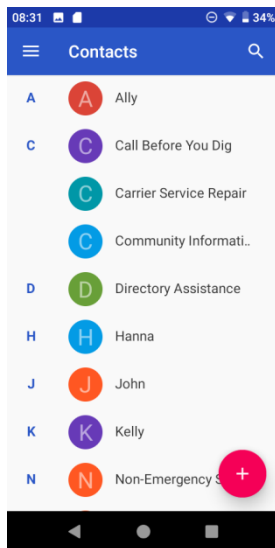 08:31 34%
Contacts
A A Ally
C C Call Before You Dig
C Carrier Service Repair
C Community Informati..
D D Directory Assistance
H H Hanna
J J John
K K Kelly
N N Non-Emergency